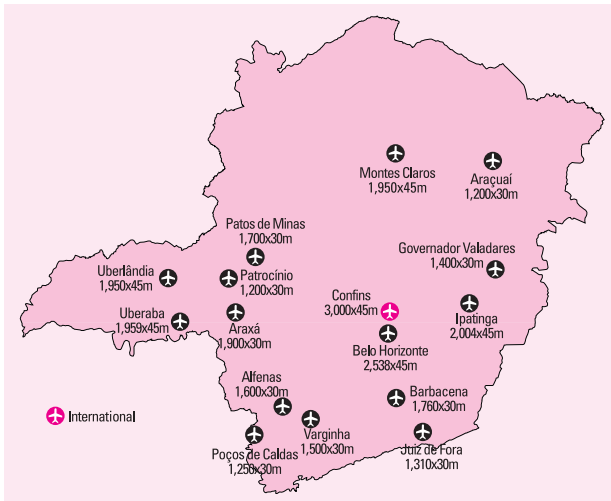 Montes Claros
1,950x45m
Araçuaí
1,200x30m
Patos de Minas
1,700x30m
Governador Valadares
1,400x30m
Uberlândia
1,950x45m
Patrocínio
1,200x30m
Confins
3,000x45m
Ipatinga
2,004x45m
Uberaba
1,959x45m
Araxá
1,900x30m
Belo Horizonte
2,538x45m
Alfenas
1,600x30m
Barbacena
1,760x30m
International
Varginha
1,500x30m
Juiz de Fora
1,310x30m
Poços de Caldas
1,250x30m